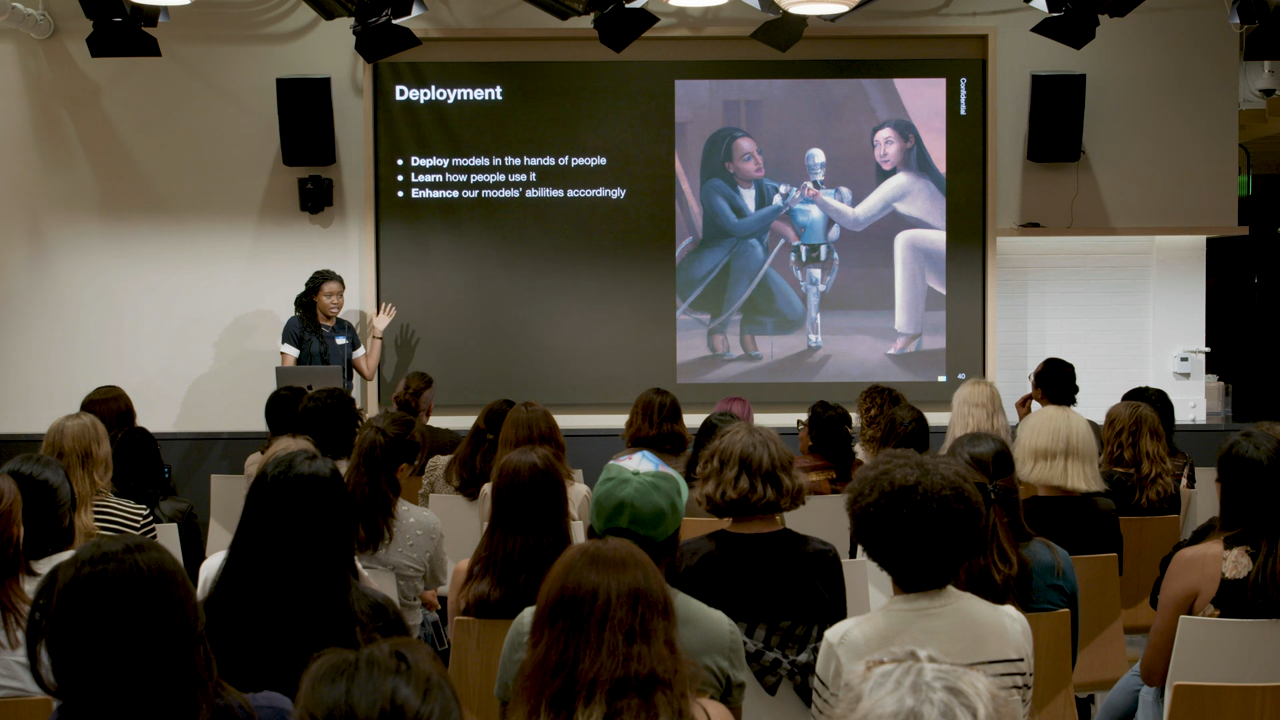 Deployment
Confidential
● Deploy models in the hands of people
● Learn how people use it
● Enhance our models' abilities accordingly
40